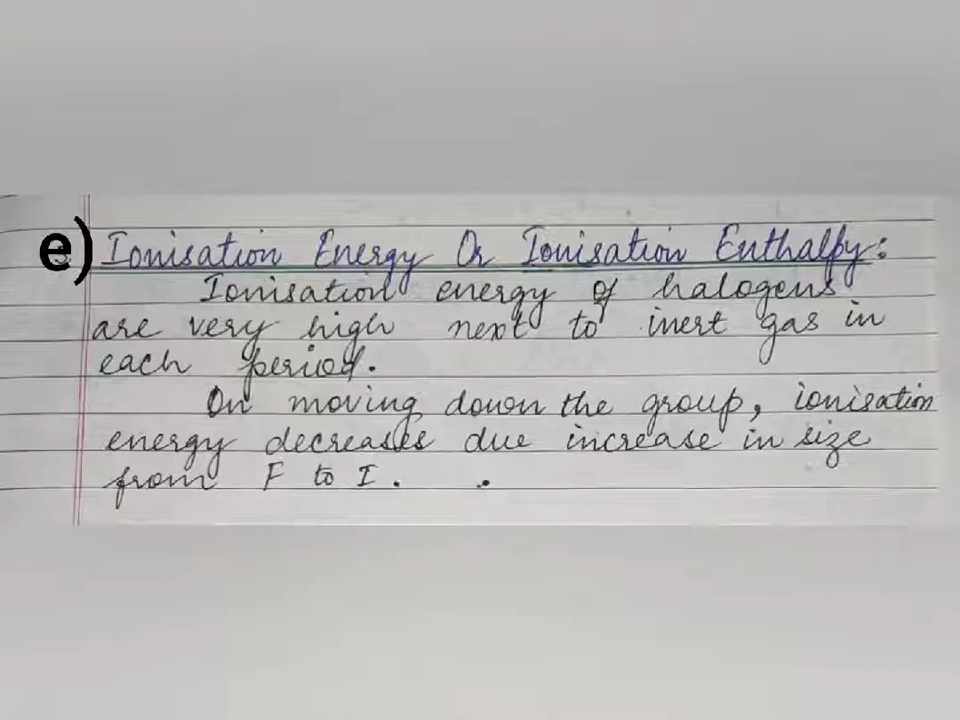 e) Ionisation Energy Or Ionisation Enthalpy:
Ionisation energy of halogens
are very high next to inert gas in
each period.
On moving down the group, ionisation
energy decreases due increase in size
from F to I. .